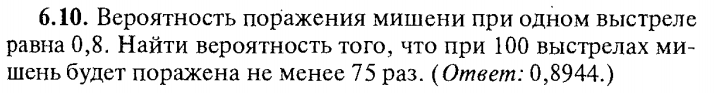 6.10. Вероятность поражения мишени при одном выстреле
равна 0,8. Найти вероятность того, что при 100 выстрелах ми-
шень будет поражена не менее 75 раз. (Ответ: 0,8944.)